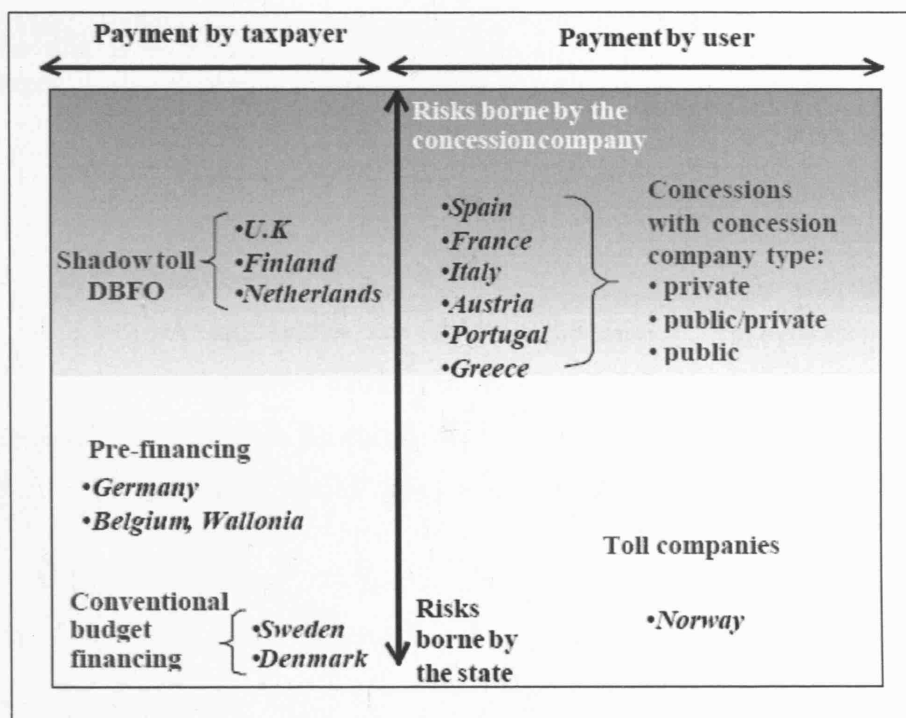 Payment by taxpayer
Payment by user
Risks borne by the
concession company
Shadow toll
DBFO
•U.K
•Finland
•Netherlands
•Spain
•France
•Italy
•Austria
•Portugal
•Greece
Concessions
with concession
company type:
• private
• public/private
• public
Pre-financing
•Germany
•Belgium, Wallonia
Toll companies
•Norway
Conventional
budget
financing
•Sweden
•Denmark
Risks
borne by
the state